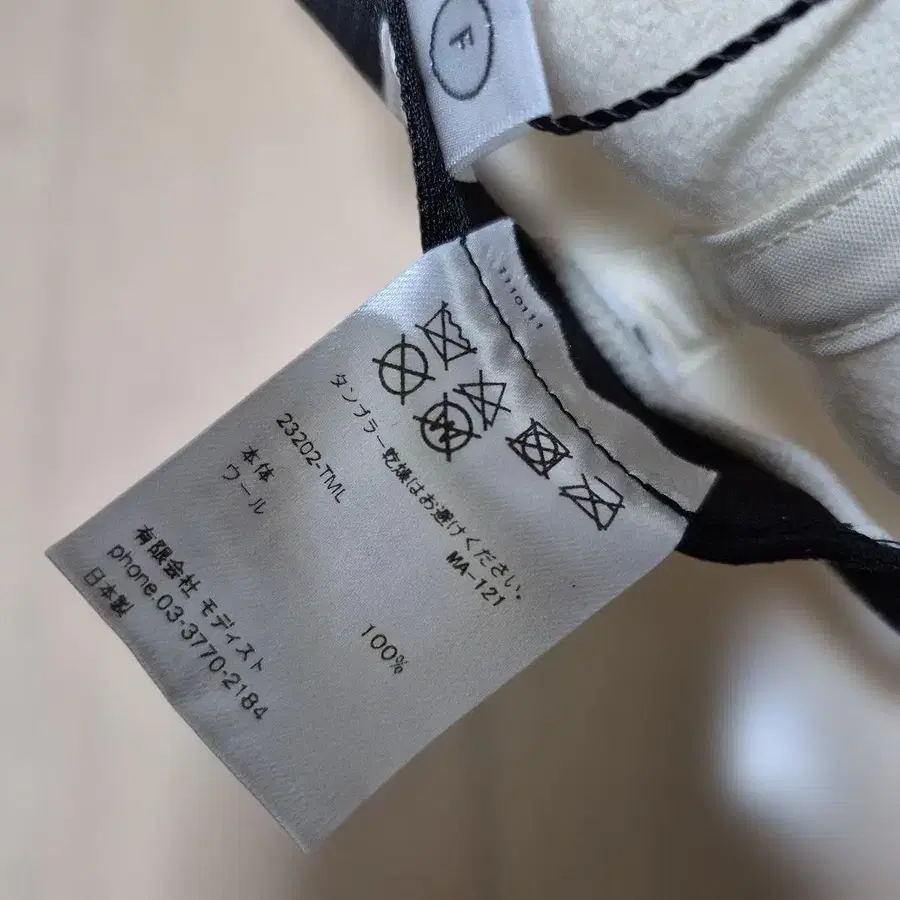 F
1110111
タンブラー乾燥はお避けください。
MA-121
23202-TML
本体
ウール 100%
有限会社 モディスト
phone.03-3770-2184
日本製